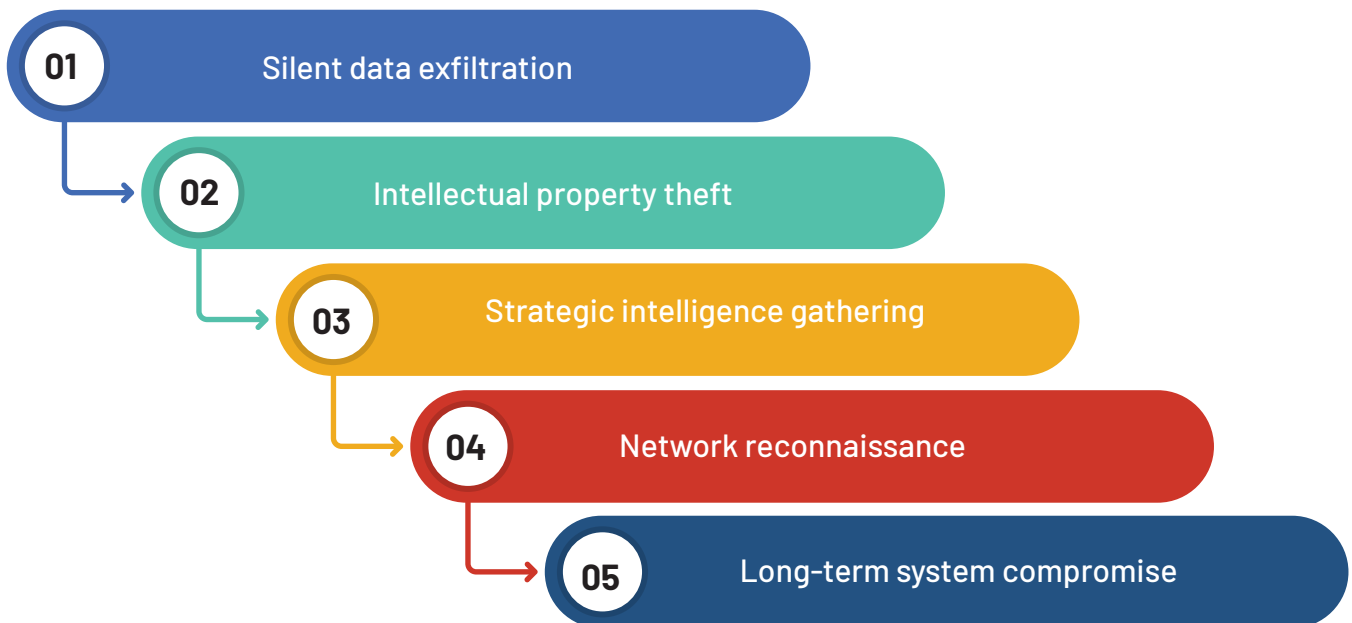 01
Silent data exfiltration
02
Intellectual property theft
03
Strategic intelligence gathering
04
Network reconnaissance
05
Long-term system compromise